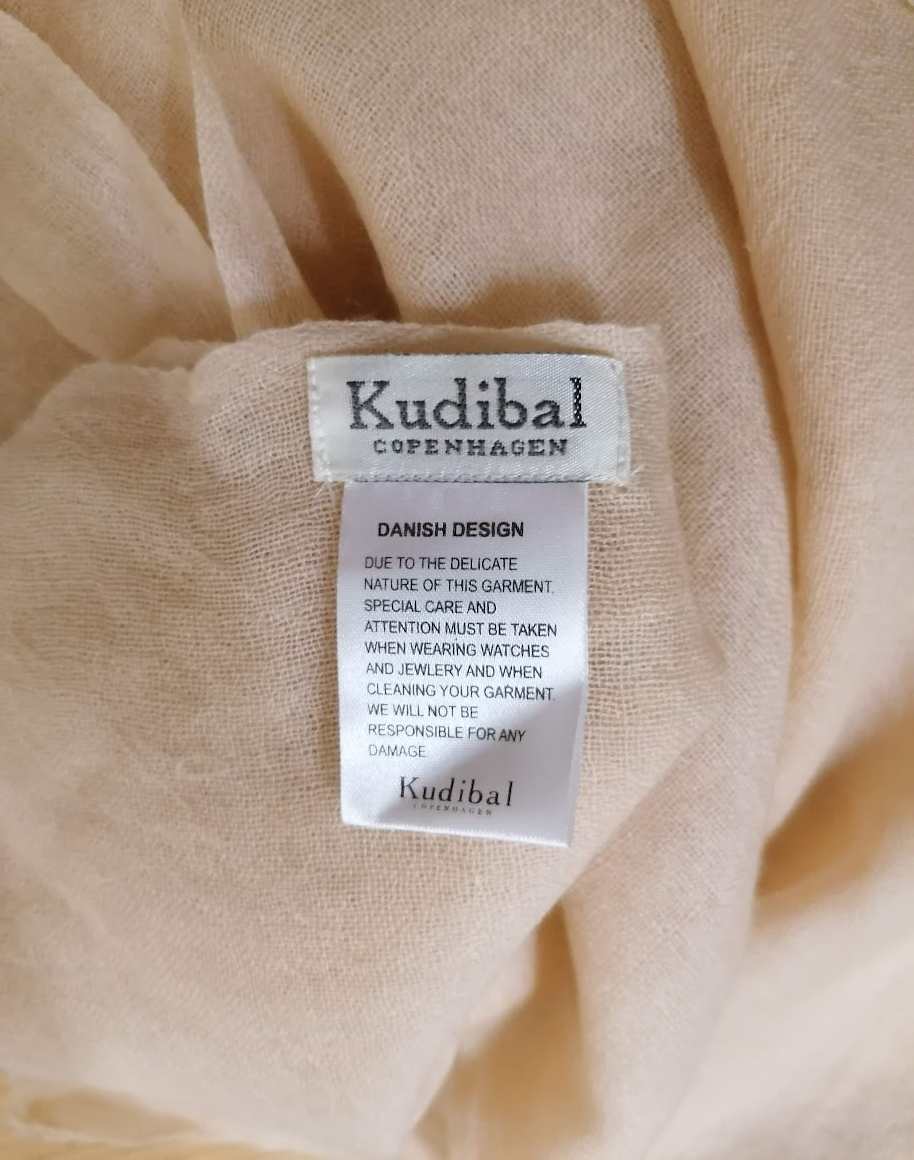 Kudibal
COPENHAGEN
DANISH DESIGN
DUE TO THE DELICATE
NATURE OF THIS GARMENT.
SPECIAL CARE AND
ATTENTION MUST BE TAKEN
WHEN WEARING WATCHES
AND JEWLERY AND WHEN
CLEANING YOUR GARMENT.
WE WILL NOT BE
RESPONSIBLE FOR ANY
DAMAGE.
Kudibal
COPENHAGEN